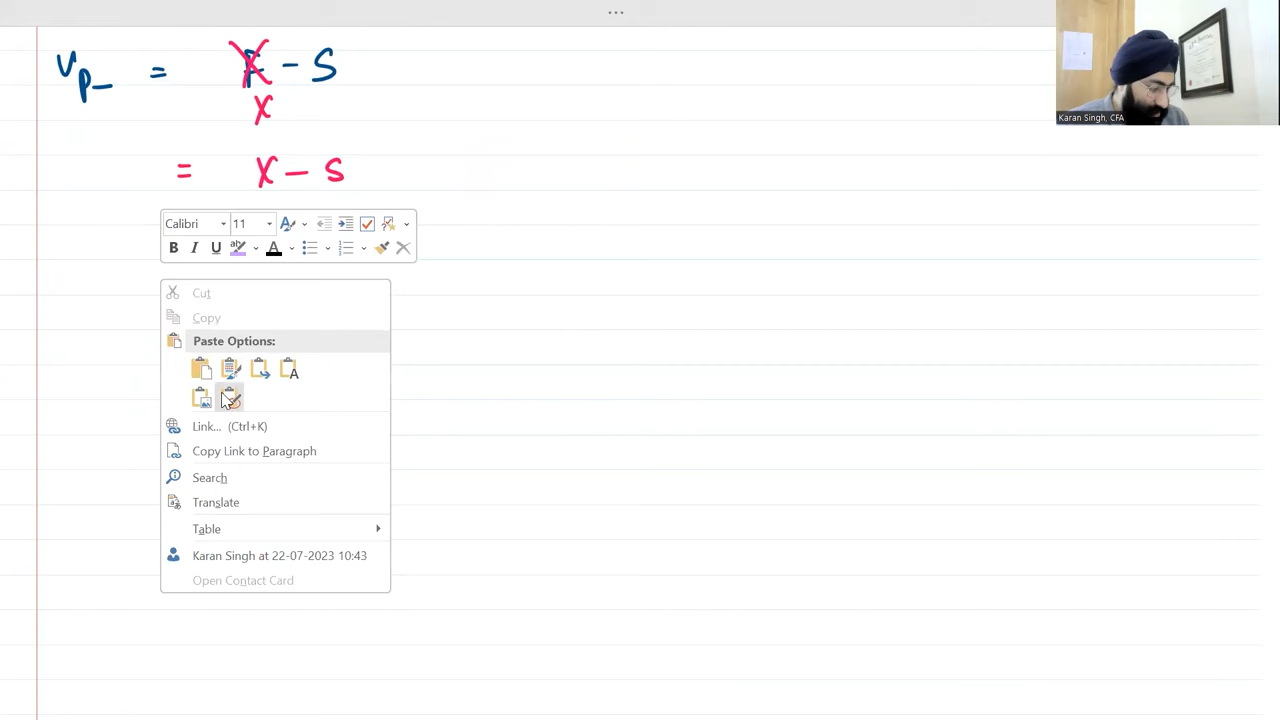 ...
V p- = F - S
X
= X - S
Karan Singh, CFA
Calibri 11
B I U ab A
Cut
Copy
Paste Options:
Link... (Ctrl+K)
Copy Link to Paragraph
Search
Translate
Table
Karan Singh at 22-07-2023 10:43
Open Contact Card